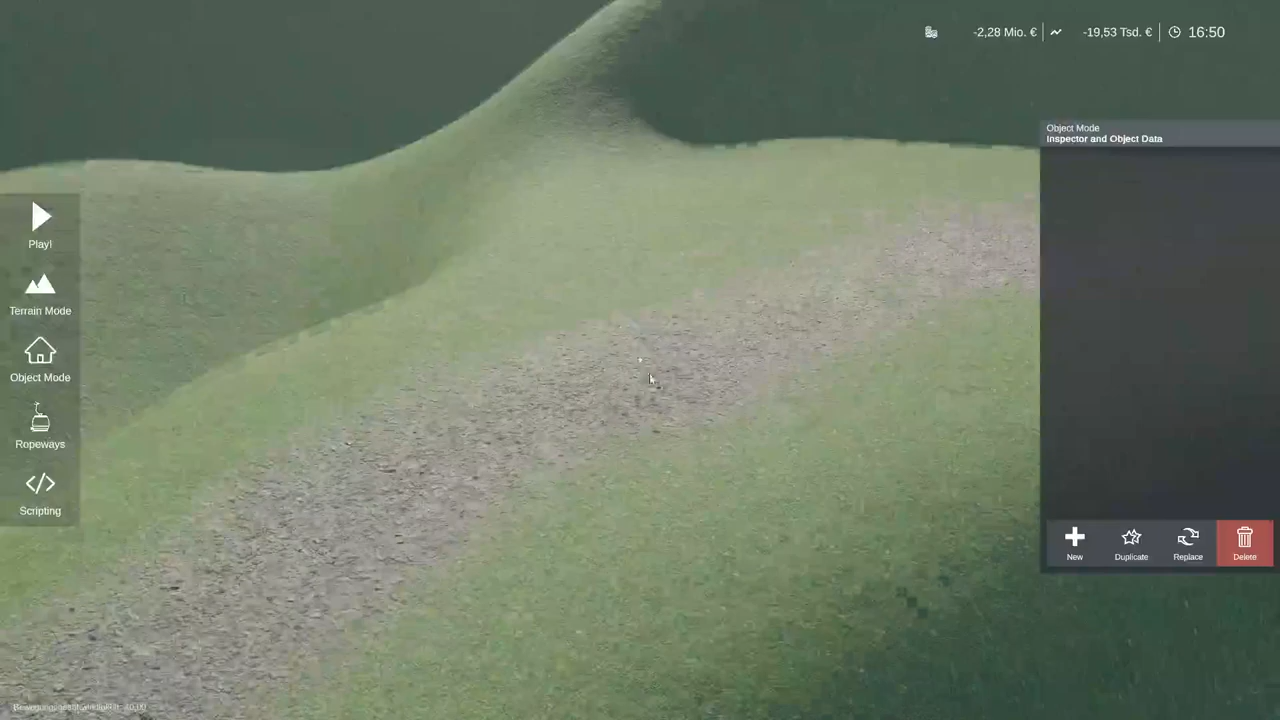 -2,28 Mio. €
-19,53 Tsd. €
16:50
Object Mode
Inspector and Object Data
Play!
Terrain Mode
Object Mode
Ropeways
Scripting
New
Duplicate
Replace
Delete